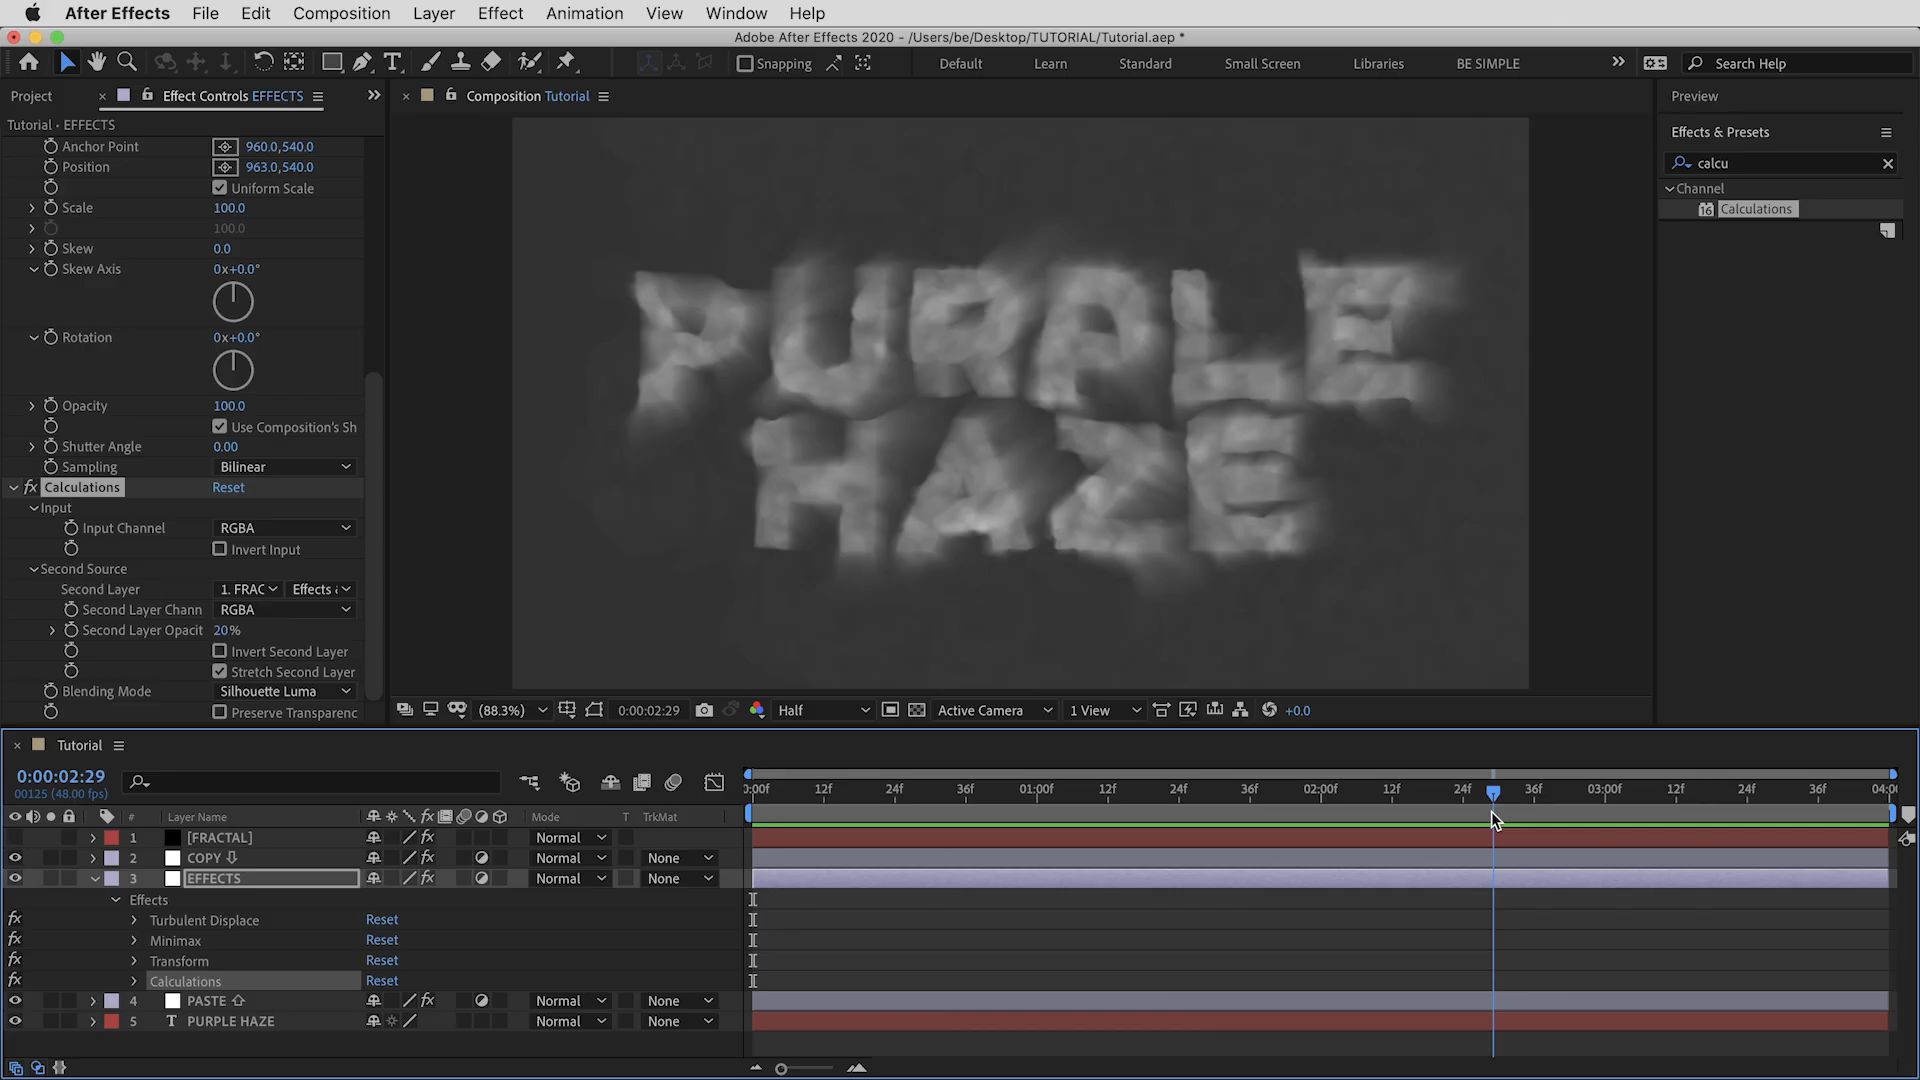 After Effects File Edit Composition Layer Effect Animation View Window Help
Adobe After Effects 2020 - /Users/be/Desktop/TUTORIAL/Tutorial.aep *
Snapping Default Learn Standard Small Screen Libraries BE SIMPLE Search Help
Project Effect Controls EFFECTS
Composition Tutorial
Preview
Tutorial • EFFECTS
Effects & Presets
Anchor Point 960.0,540.0
Position 963.0,540.0
calcu
Uniform Scale
Channel
Scale 100.0
Calculations
100.0
Skew 0.0
Skew Axis 0x+0.0°
Rotation 0x+0.0°
Opacity 100.0
Use Composition's Sh
Shutter Angle 0.00
Sampling Bilinear
Calculations Reset
Input
Input Channel RGBA
Invert Input
Second Source
Second Layer 1. FRAC Effects
Second Layer Chann RGBA
Second Layer Opacit 20%
Invert Second Layer
Stretch Second Layer
Blending Mode Silhouette Luma
Preserve Transparenc
PURPLE
HAZE
(88.3%) 0:00:02:29 Half Active Camera 1 View +0.0
Tutorial
0:00:02:29
00125 (48.00 fps)
:00f 12f 24f 36f 01:00f 12f 24f 36f 02:00f 12f 24f 36f 03:00f 12f 24f 36f 04:00
# Layer Name Mode T TrkMat
1 [FRACTAL] Normal
2 COPY Normal None
3 EFFECTS Normal None
Effects
Turbulent Displace Reset
Minimax Reset
Transform Reset
Calculations Reset
4 PASTE Normal None
5 T PURPLE HAZE Normal None